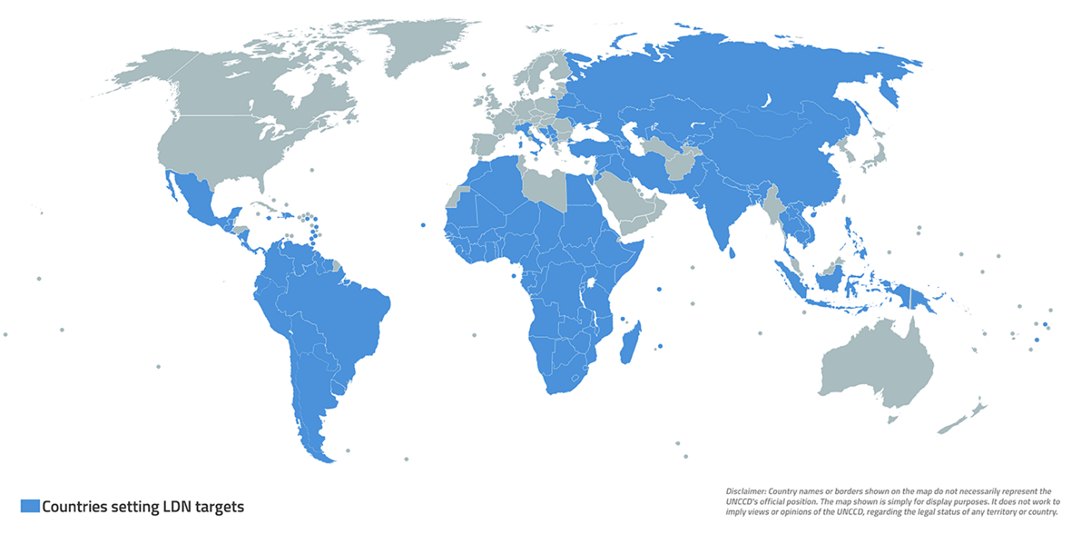 Countries setting LDN targets
Disclaimer: Country names or borders shown on the map do not necessarily represent the
UNCCD's official position. The map shown is simply for display purposes. It does not work to
imply views or opinions of the UNCCD, regarding the legal status of any territory or country.